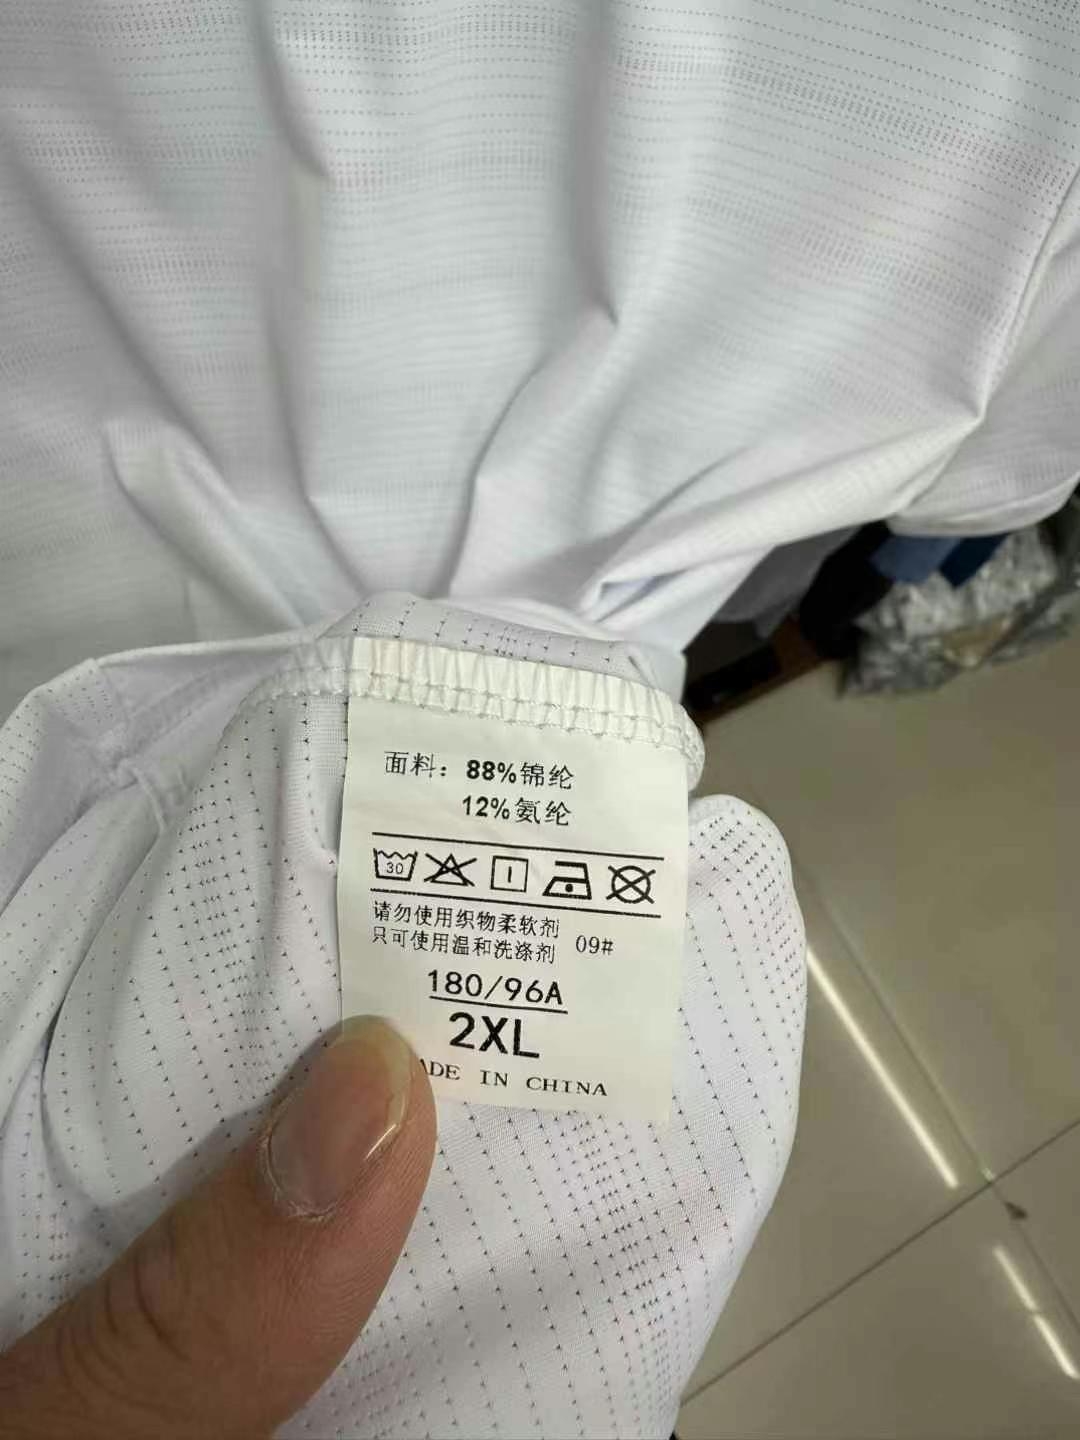 面料：88%锦纶
12%氨纶
30
请勿使用织物柔软剂
只可使用温和洗涤剂 09#
180/96A
2XL
ADE IN CHINA